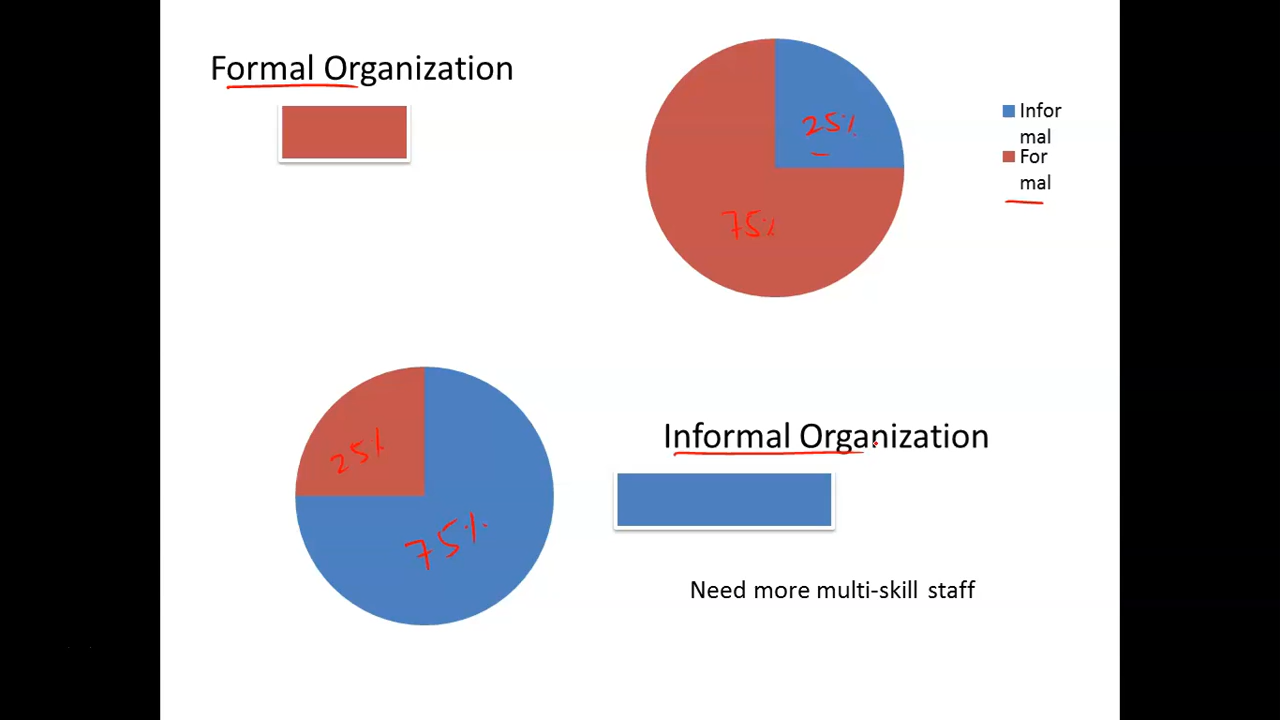 Formal Organization
25%
75%
Infor
mal
For
mal
25%
75%
Informal Organization
Need more multi-skill staff